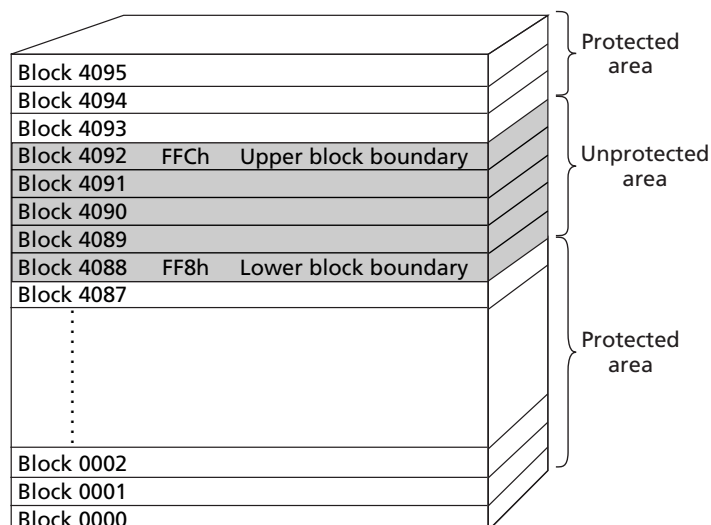 Block 4095
Block 4094
Block 4093
Block 4092 FFCh Upper block boundary
Block 4091
Block 4090
Block 4089
Block 4088 FF8h Lower block boundary
Block 4087
Block 0002
Block 0001
Block 0000
Protected
area
Unprotected
area
Protected
area